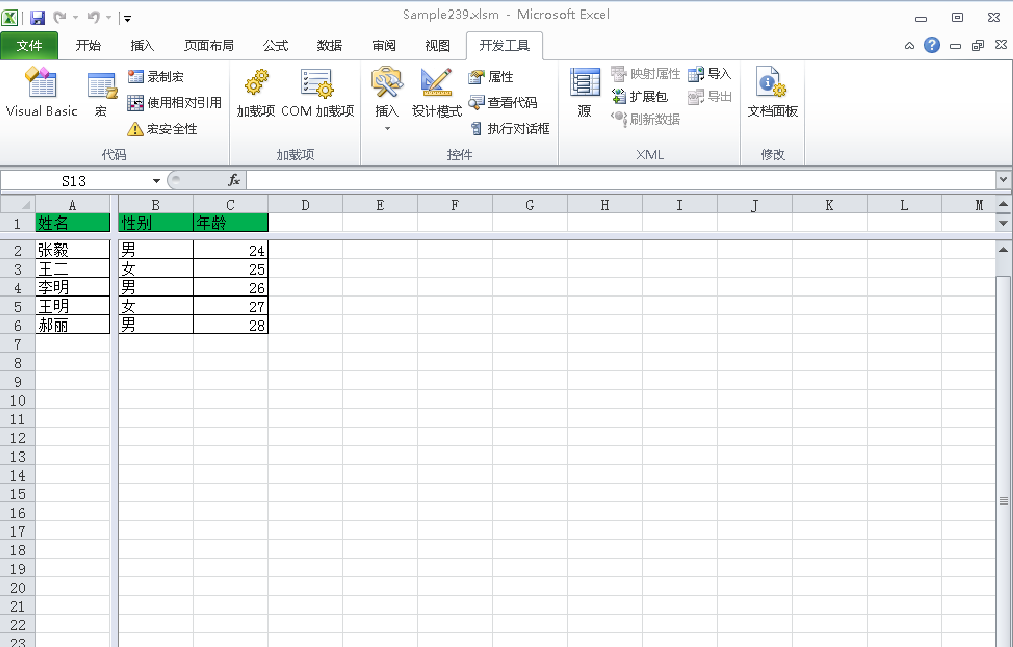 Sample239.xlsm - Microsoft Excel
文件 开始 插入 页面布局 公式 数据 审阅 视图 开发工具
Visual Basic 宏 录制宏 使用相对引用 宏安全性 代码
加载项 COM 加载项 加载项
插入 设计模式 属性 查看代码 执行对话框 控件
源 映射属性 扩展包 刷新数据 导入 导出 XML
文档面板 修改
S13 fx
A B C D E F G H I J K L M
1 姓名 性别 年龄
2 张毅 男 24
3 王二 女 25
4 李明 男 26
5 王明 女 27
6 郝丽 男 28
7
8
9
10
11
12
13
14
15
16
17
18
19
20
21
22
23